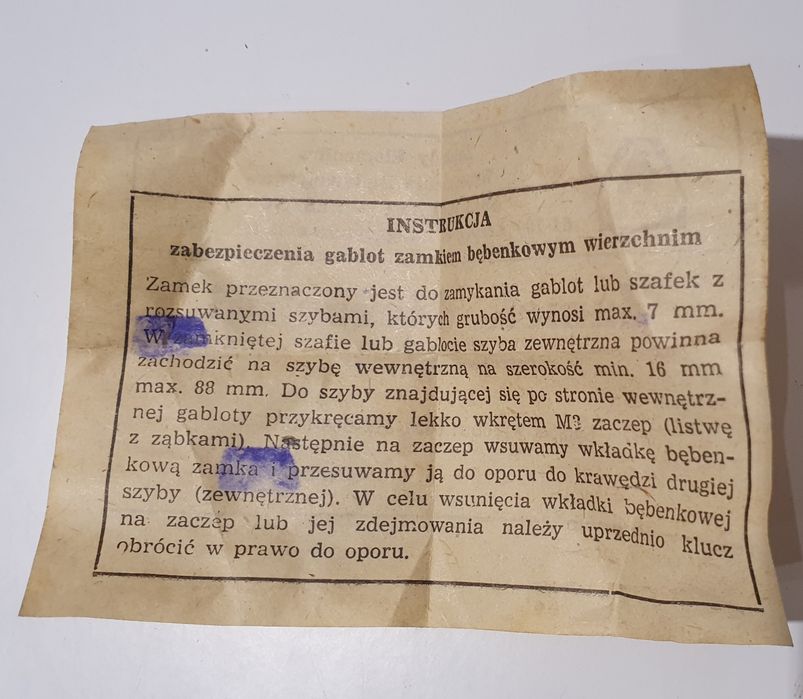 INSTRUKCJA
zabezpieczenia gablot zamkiem bębenkowym wierzchnim
Zamek przeznaczony jest do zamykania gablot lub szafek z
rozsuwanymi szybami, których grubość wynosi max. 7 mm.
W zamkniętej szafie lub gablocie szyba zewnętrzna powinna
zachodzić na szybę wewnętrzną na szerokość min. 16 mm
max. 88 mm. Do szyby znajdującej się po stronie wewnętrz-
nej gabloty przykręcamy lekko wkrętem M3 zaczep (listwę
z ząbkami). Następnie na zaczep wsuwamy wkładkę bęben-
kową zamka i przesuwamy ją do oporu do krawędzi drugiej
szyby (zewnętrznej). W celu wsunięcia wkładki bębenkowej
na zaczep lub jej zdejmowania należy uprzednio klucz
obrócić w prawo do oporu.